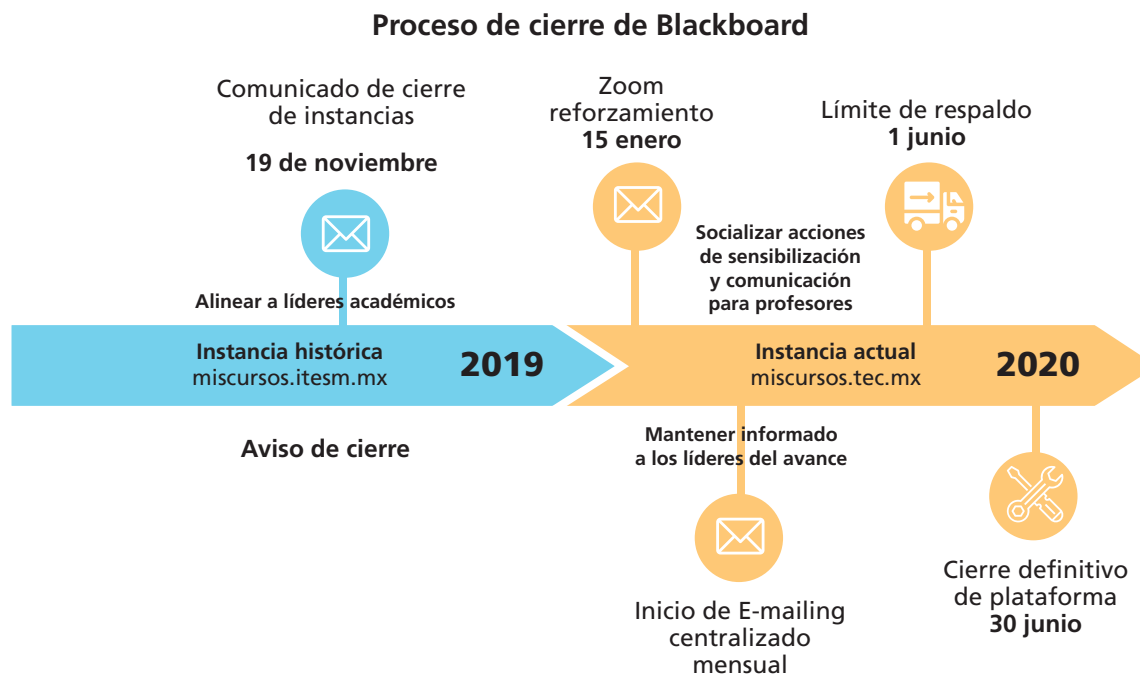 Proceso de cierre de Blackboard
Comunicado de cierre
de instancias
19 de noviembre
Zoom
reforzamiento
15 enero
Límite de respaldo
1 junio
Socializar acciones
de sensibilización
y comunicación
para profesores
Alinear a líderes académicos
Instancia histórica
miscursos.itesm.mx
2019
Instancia actual
miscursos.tec.mx
2020
Aviso de cierre
Mantener informado
a los líderes del avance
Inicio de E-mailing
centralizado
mensual
Cierre definitivo
de plataforma
30 junio